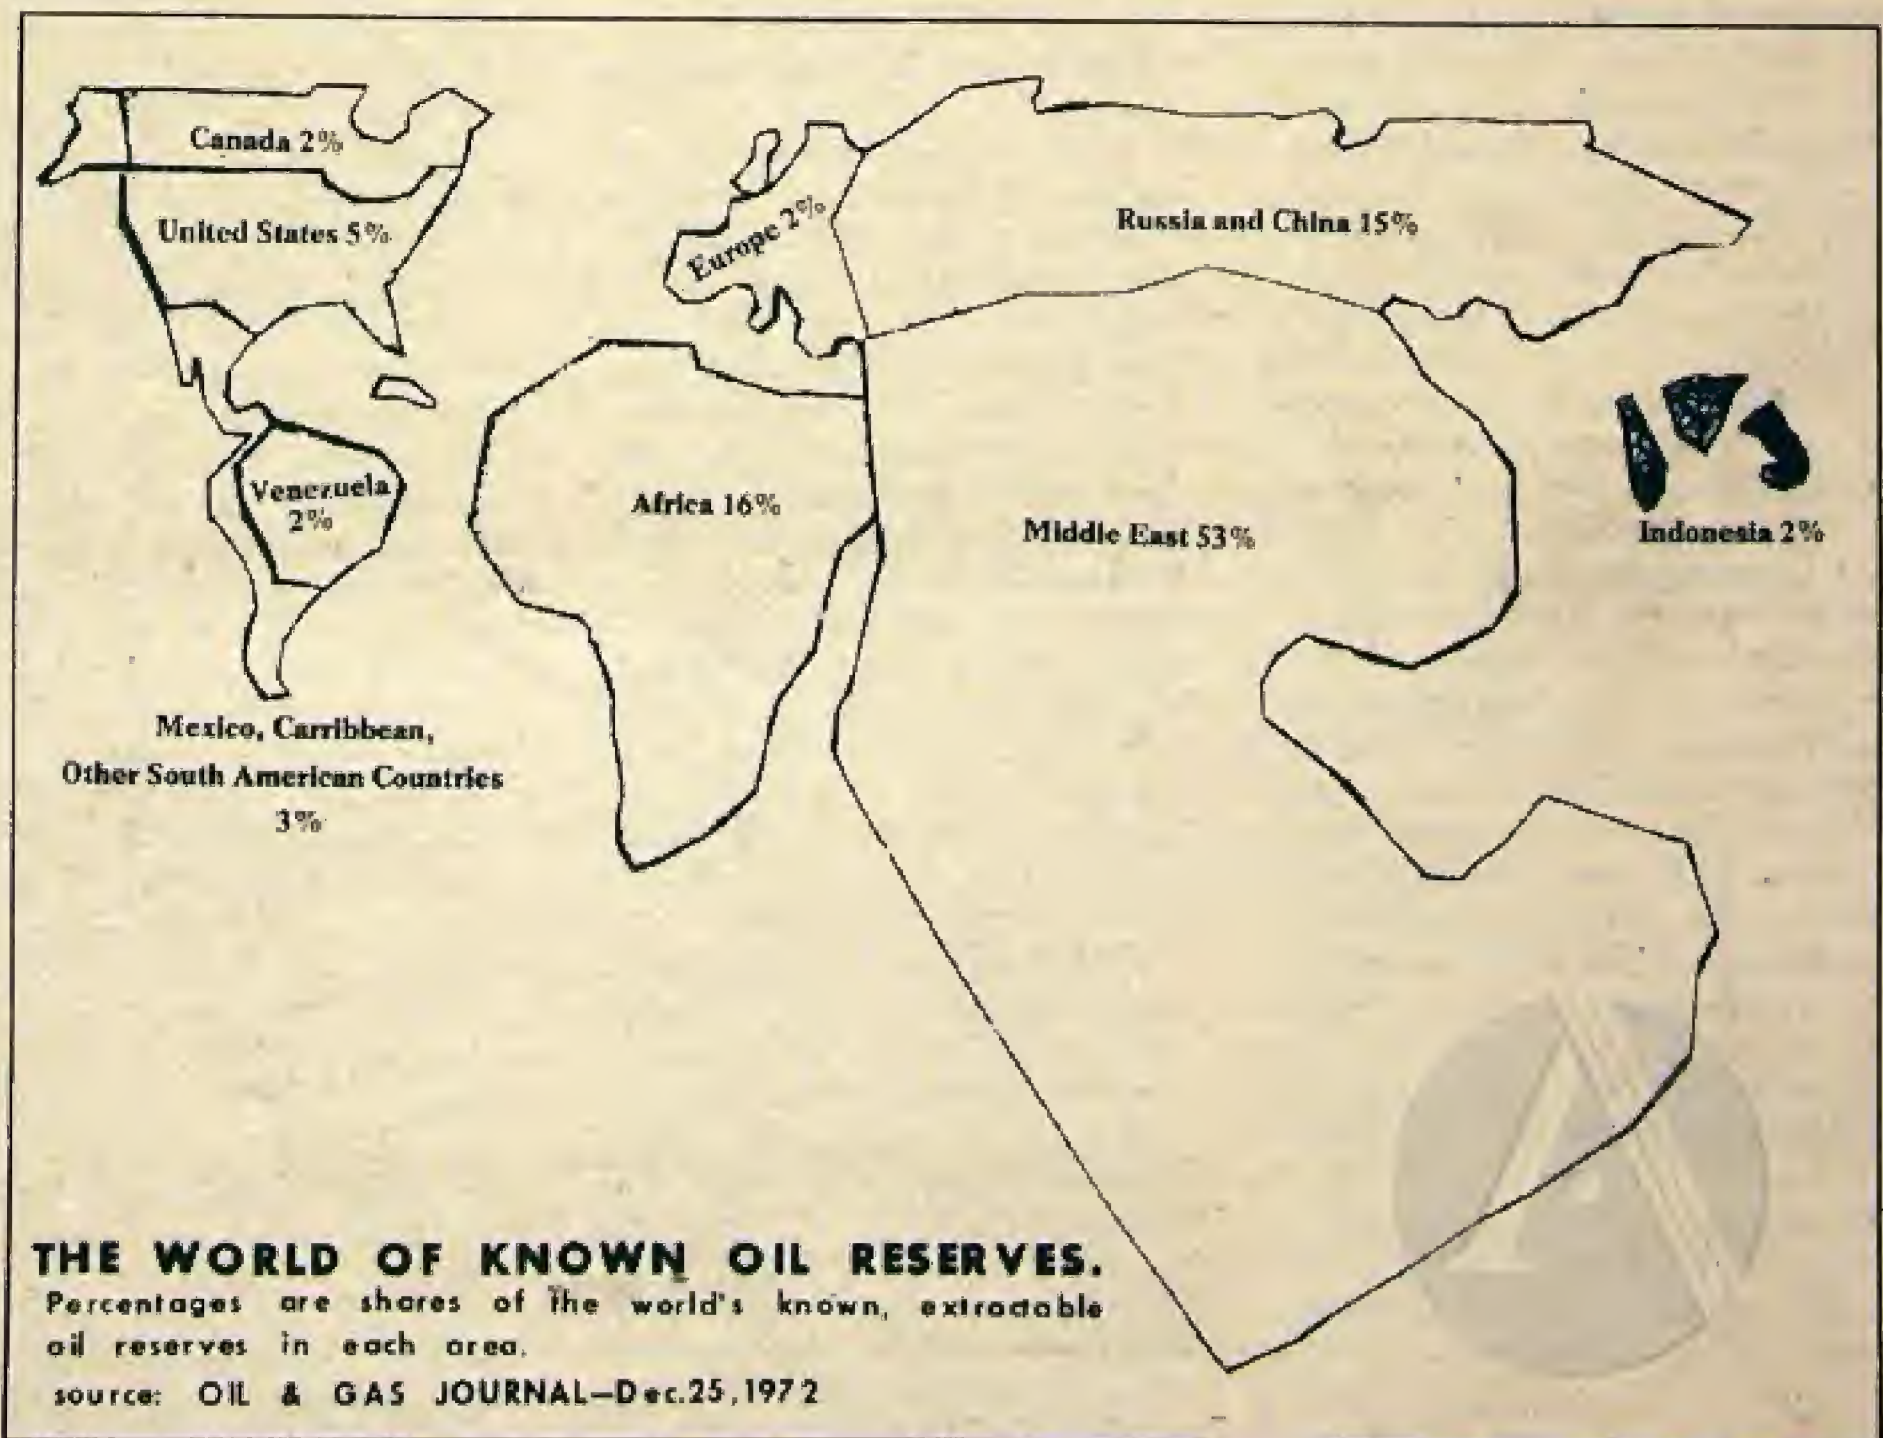 Canada 2%
United States 5%
Europe 2%
Russia and China 15%
Venezuela
2%
Africa 16%
Middle East 53%
Indonesia 2%
Mexico, Carribbean,
Other South American Countries
3%
THE WORLD OF KNOWN OIL RESERVES.
Percentages are shares of the world's known, extractable
oil reserves in each area.
source: OIL & GAS JOURNAL—Dec.25,1972